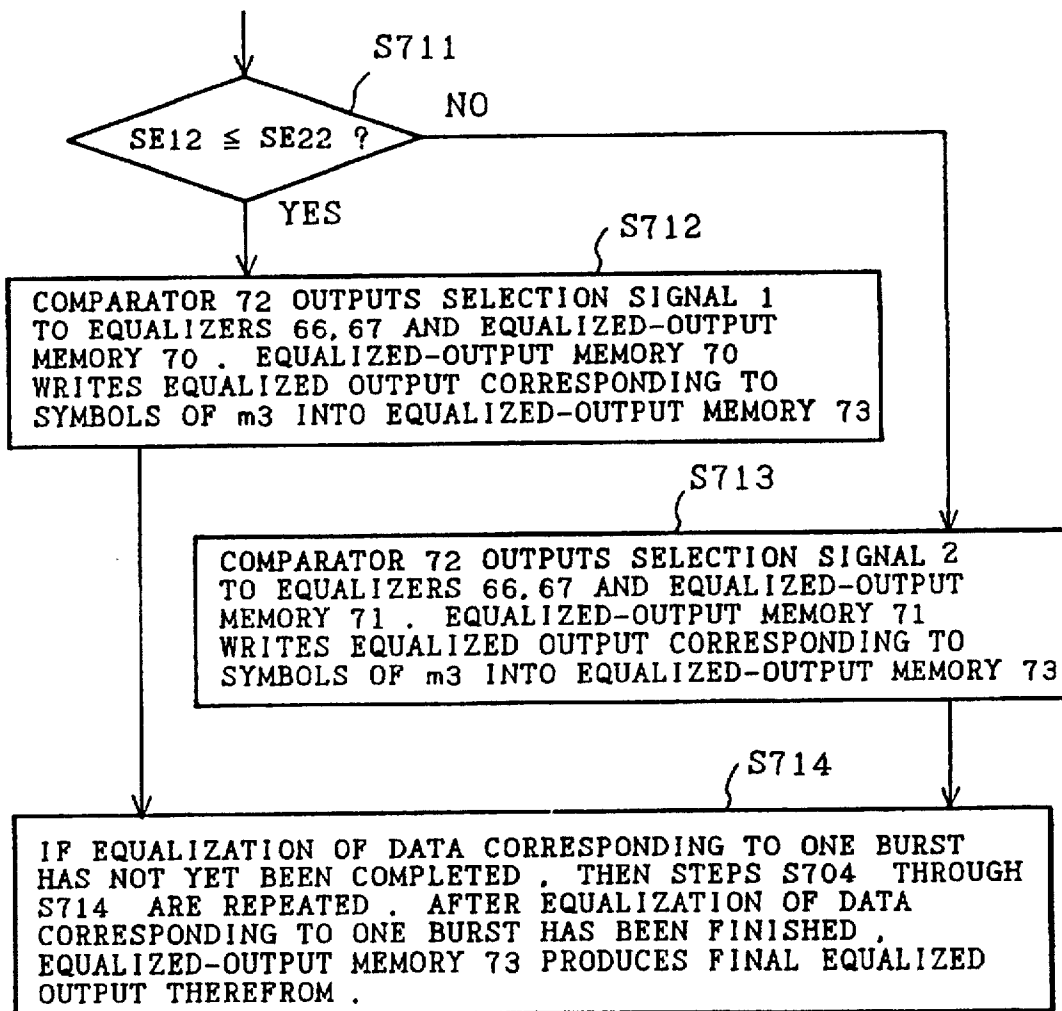 S711
SE12 ≦ SE22 ?
NO
YES
S712
COMPARATOR 72 OUTPUTS SELECTION SIGNAL 1
TO EQUALIZERS 66, 67 AND EQUALIZED-OUTPUT
MEMORY 70 . EQUALIZED-OUTPUT MEMORY 70
WRITES EQUALIZED OUTPUT CORRESPONDING TO
SYMBOLS OF m3 INTO EQUALIZED-OUTPUT MEMORY 73
S713
COMPARATOR 72 OUTPUTS SELECTION SIGNAL 2
TO EQUALIZERS 66, 67 AND EQUALIZED-OUTPUT
MEMORY 71 . EQUALIZED-OUTPUT MEMORY 71
WRITES EQUALIZED OUTPUT CORRESPONDING TO
SYMBOLS OF m3 INTO EQUALIZED-OUTPUT MEMORY 73
S714
IF EQUALIZATION OF DATA CORRESPONDING TO ONE BURST
HAS NOT YET BEEN COMPLETED , THEN STEPS S704 THROUGH
S714 ARE REPEATED . AFTER EQUALIZATION OF DATA
CORRESPONDING TO ONE BURST HAS BEEN FINISHED ,
EQUALIZED-OUTPUT MEMORY 73 PRODUCES FINAL EQUALIZED
OUTPUT THEREFROM .